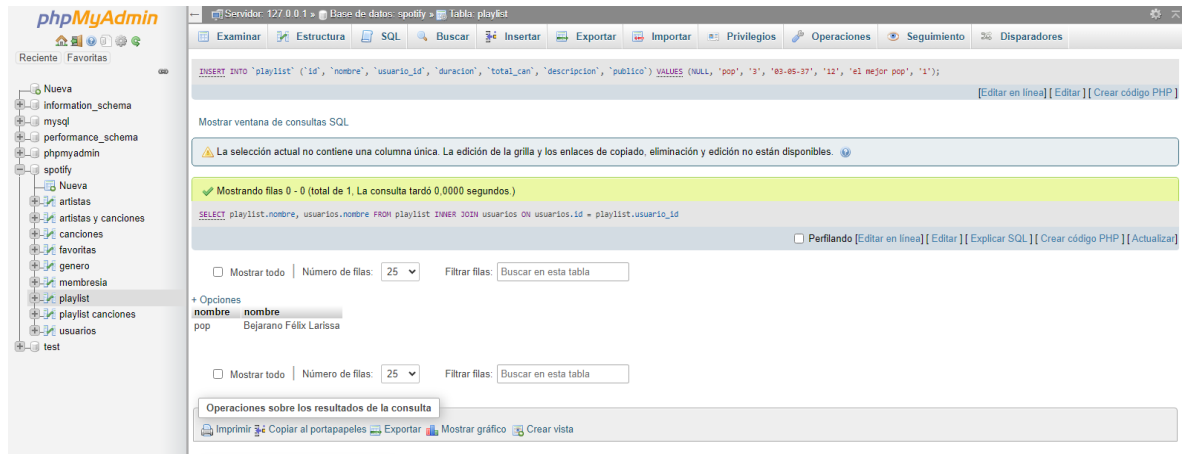 phpMyAdmin
Reciente Favoritas
Nueva
information_schema
mysql
performance_schema
phpmyadmin
spotify
Nueva
artistas
artistas y canciones
canciones
favoritas
genero
membresia
playlist
playlist canciones
usuarios
test
Servidor: 127.0.0.1 » Base de datos: spotify » Tabla: playlist
Examinar Estructura SQL Buscar Insertar Exportar Importar Privilegios Operaciones Seguimiento Disparadores
INSERT INTO `playlist` (`id`, `nombre`, `usuario_id`, `duracion`, `total_can`, `descripcion`, `publico`) VALUES (NULL, 'pop', '3', '03-05-37', '12', 'el mejor pop', '1');
[Editar en línea] [ Editar ] [ Crear código PHP ]
Mostrar ventana de consultas SQL
La selección actual no contiene una columna única. La edición de la grilla y los enlaces de copiado, eliminación y edición no están disponibles.
Mostrando filas 0 - 0 (total de 1, La consulta tardó 0,0000 segundos.)
SELECT playlist.nombre, usuarios.nombre FROM playlist INNER JOIN usuarios ON usuarios.id = playlist.usuario_id
Perfilando [Editar en línea] [ Editar ] [ Explicar SQL ] [ Crear código PHP ] [ Actualizar]
Mostrar todo | Número de filas: 25 Filtrar filas: Buscar en esta tabla
+ Opciones
nombre nombre
pop Bejarano Félix Larissa
Mostrar todo | Número de filas: 25 Filtrar filas: Buscar en esta tabla
Operaciones sobre los resultados de la consulta
Imprimir Copiar al portapapeles Exportar Mostrar gráfico Crear vista